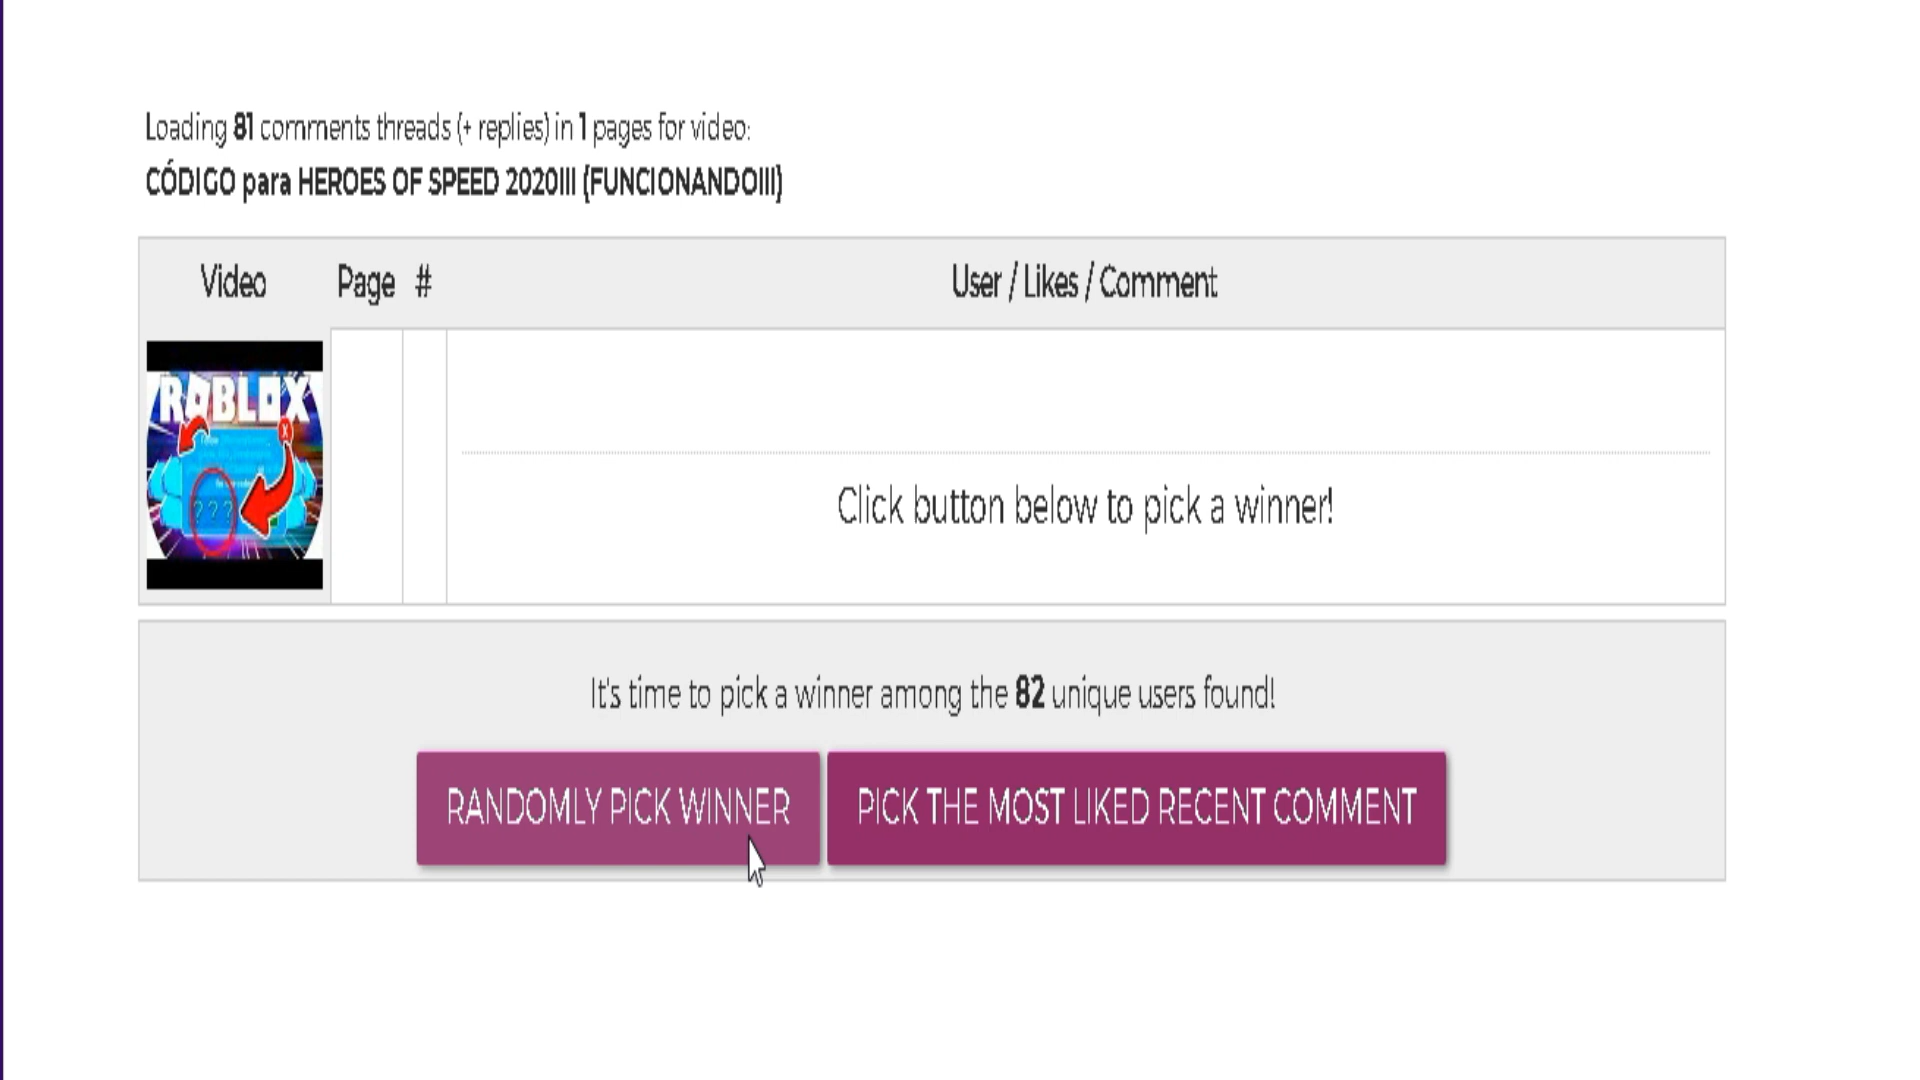 Loading 81 comments threads (+ replies) in 1 pages for video:
CÓDIGO para HEROES OF SPEED 2020!!! (FUNCIONANDO!!!)
Video Page # User / Likes / Comment
ROBLOX
X
???
Click button below to pick a winner!
It's time to pick a winner among the 82 unique users found!
RANDOMLY PICK WINNER PICK THE MOST LIKED RECENT COMMENT